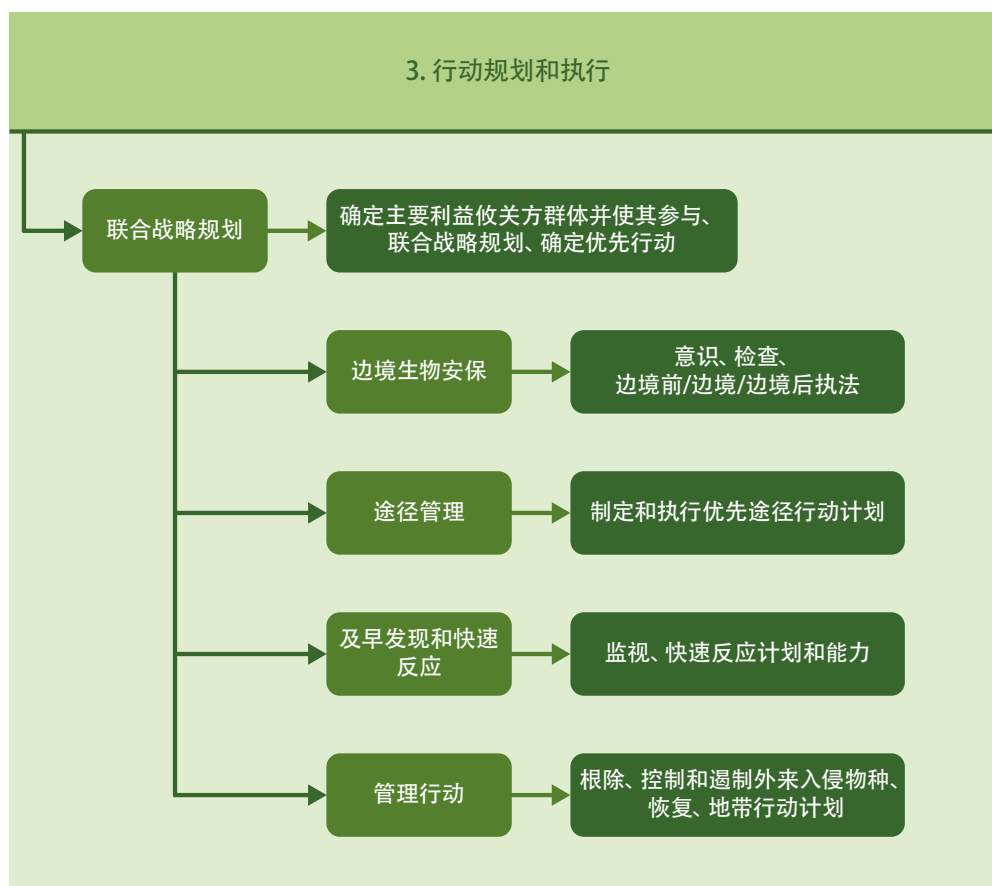 3. 行动规划和执行
联合战略规划
确定主要利益攸关方群体并使其参与、
联合战略规划、确定优先行动
边境生物安保
意识、检查、
边境前/边境/边境后执法
途径管理
制定和执行优先途径行动计划
及早发现和快速
反应
监视、快速反应计划和能力
管理行动
根除、控制和遏制外来入侵物种、
恢复、地带行动计划